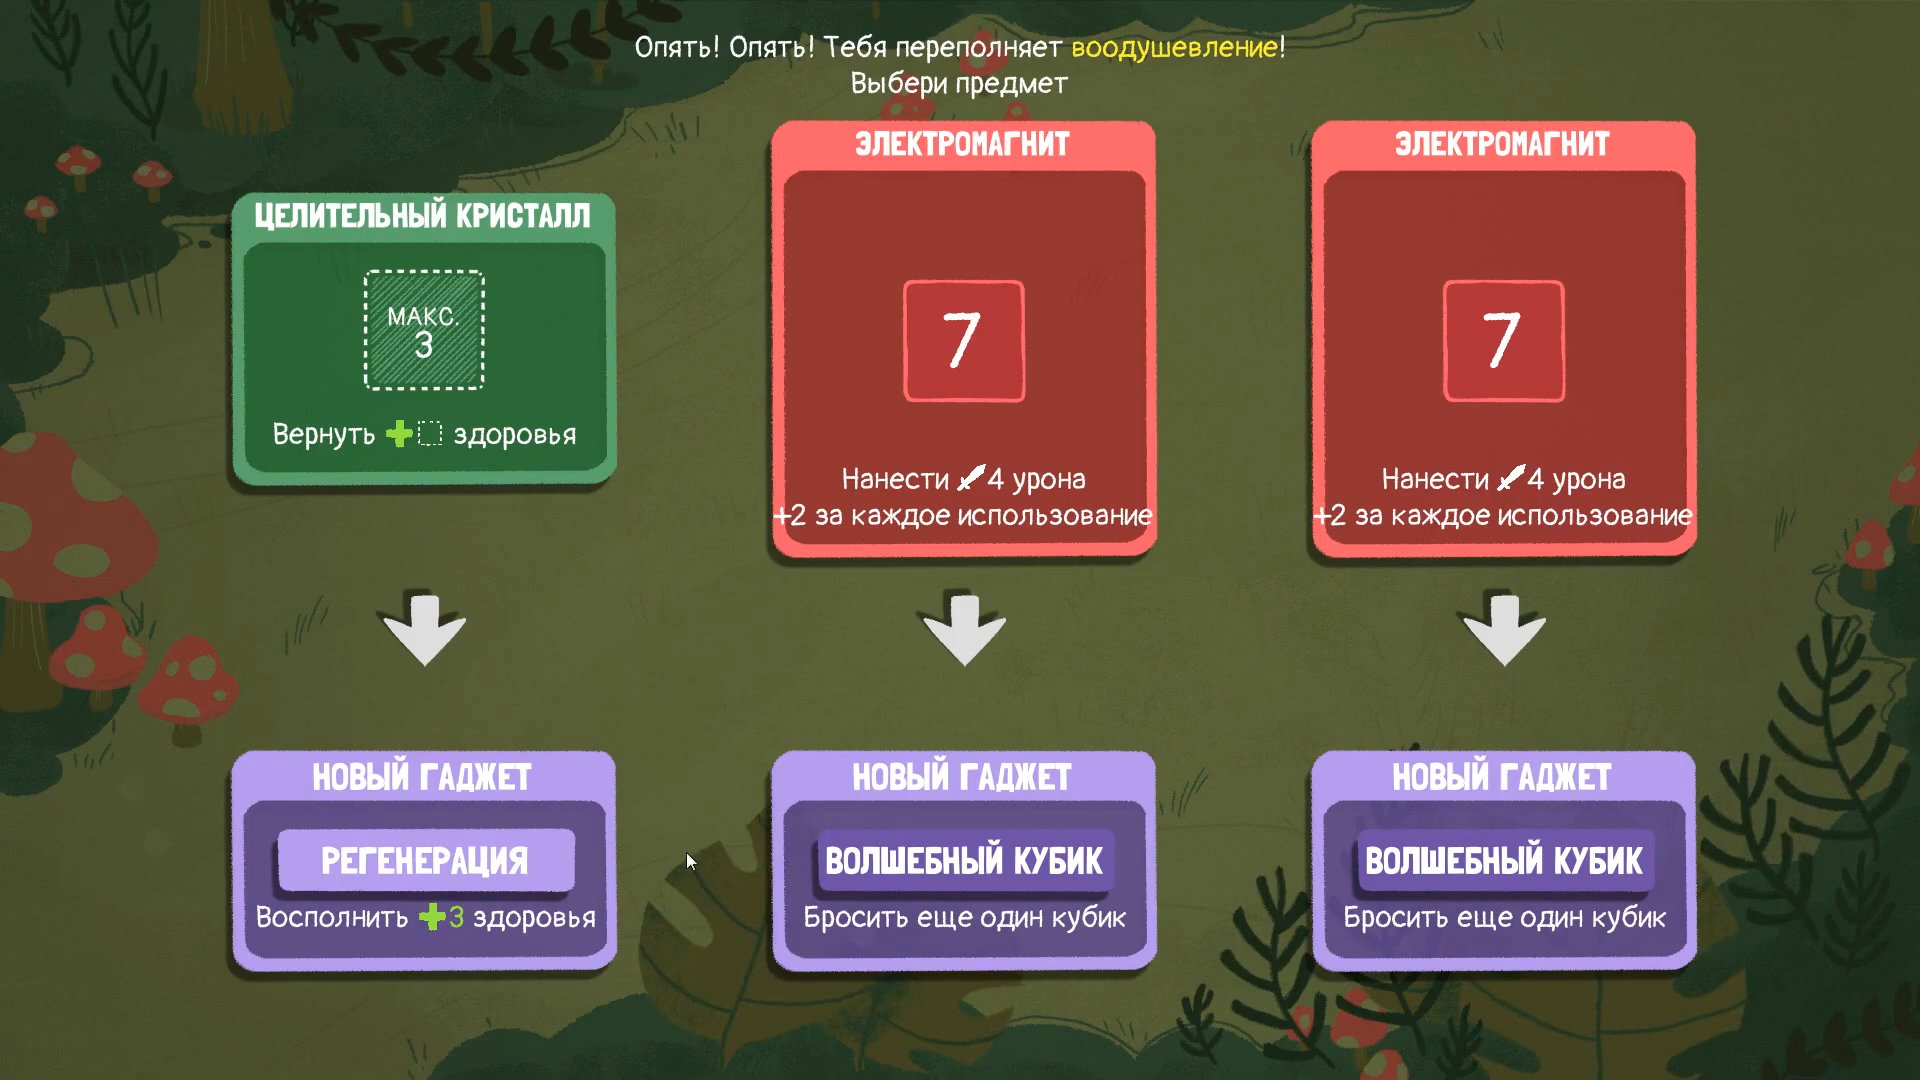 Опять! Опять! Тебя переполняет воодушевление!
Выбери предмет
ЦЕЛИТЕЛЬНЫЙ КРИСТАЛЛ
МАКС.
3
Вернуть здоровья
ЭЛЕКТРОМАГНИТ
7
Нанести 4 урона
+2 за каждое использование
ЭЛЕКТРОМАГНИТ
7
Нанести 4 урона
+2 за каждое использование
НОВЫЙ ГАДЖЕТ
РЕГЕНЕРАЦИЯ
Восполнить +3 здоровья
НОВЫЙ ГАДЖЕТ
ВОЛШЕБНЫЙ КУБИК
Бросить еще один кубик
НОВЫЙ ГАДЖЕТ
ВОЛШЕБНЫЙ КУБИК
Бросить еще один кубик